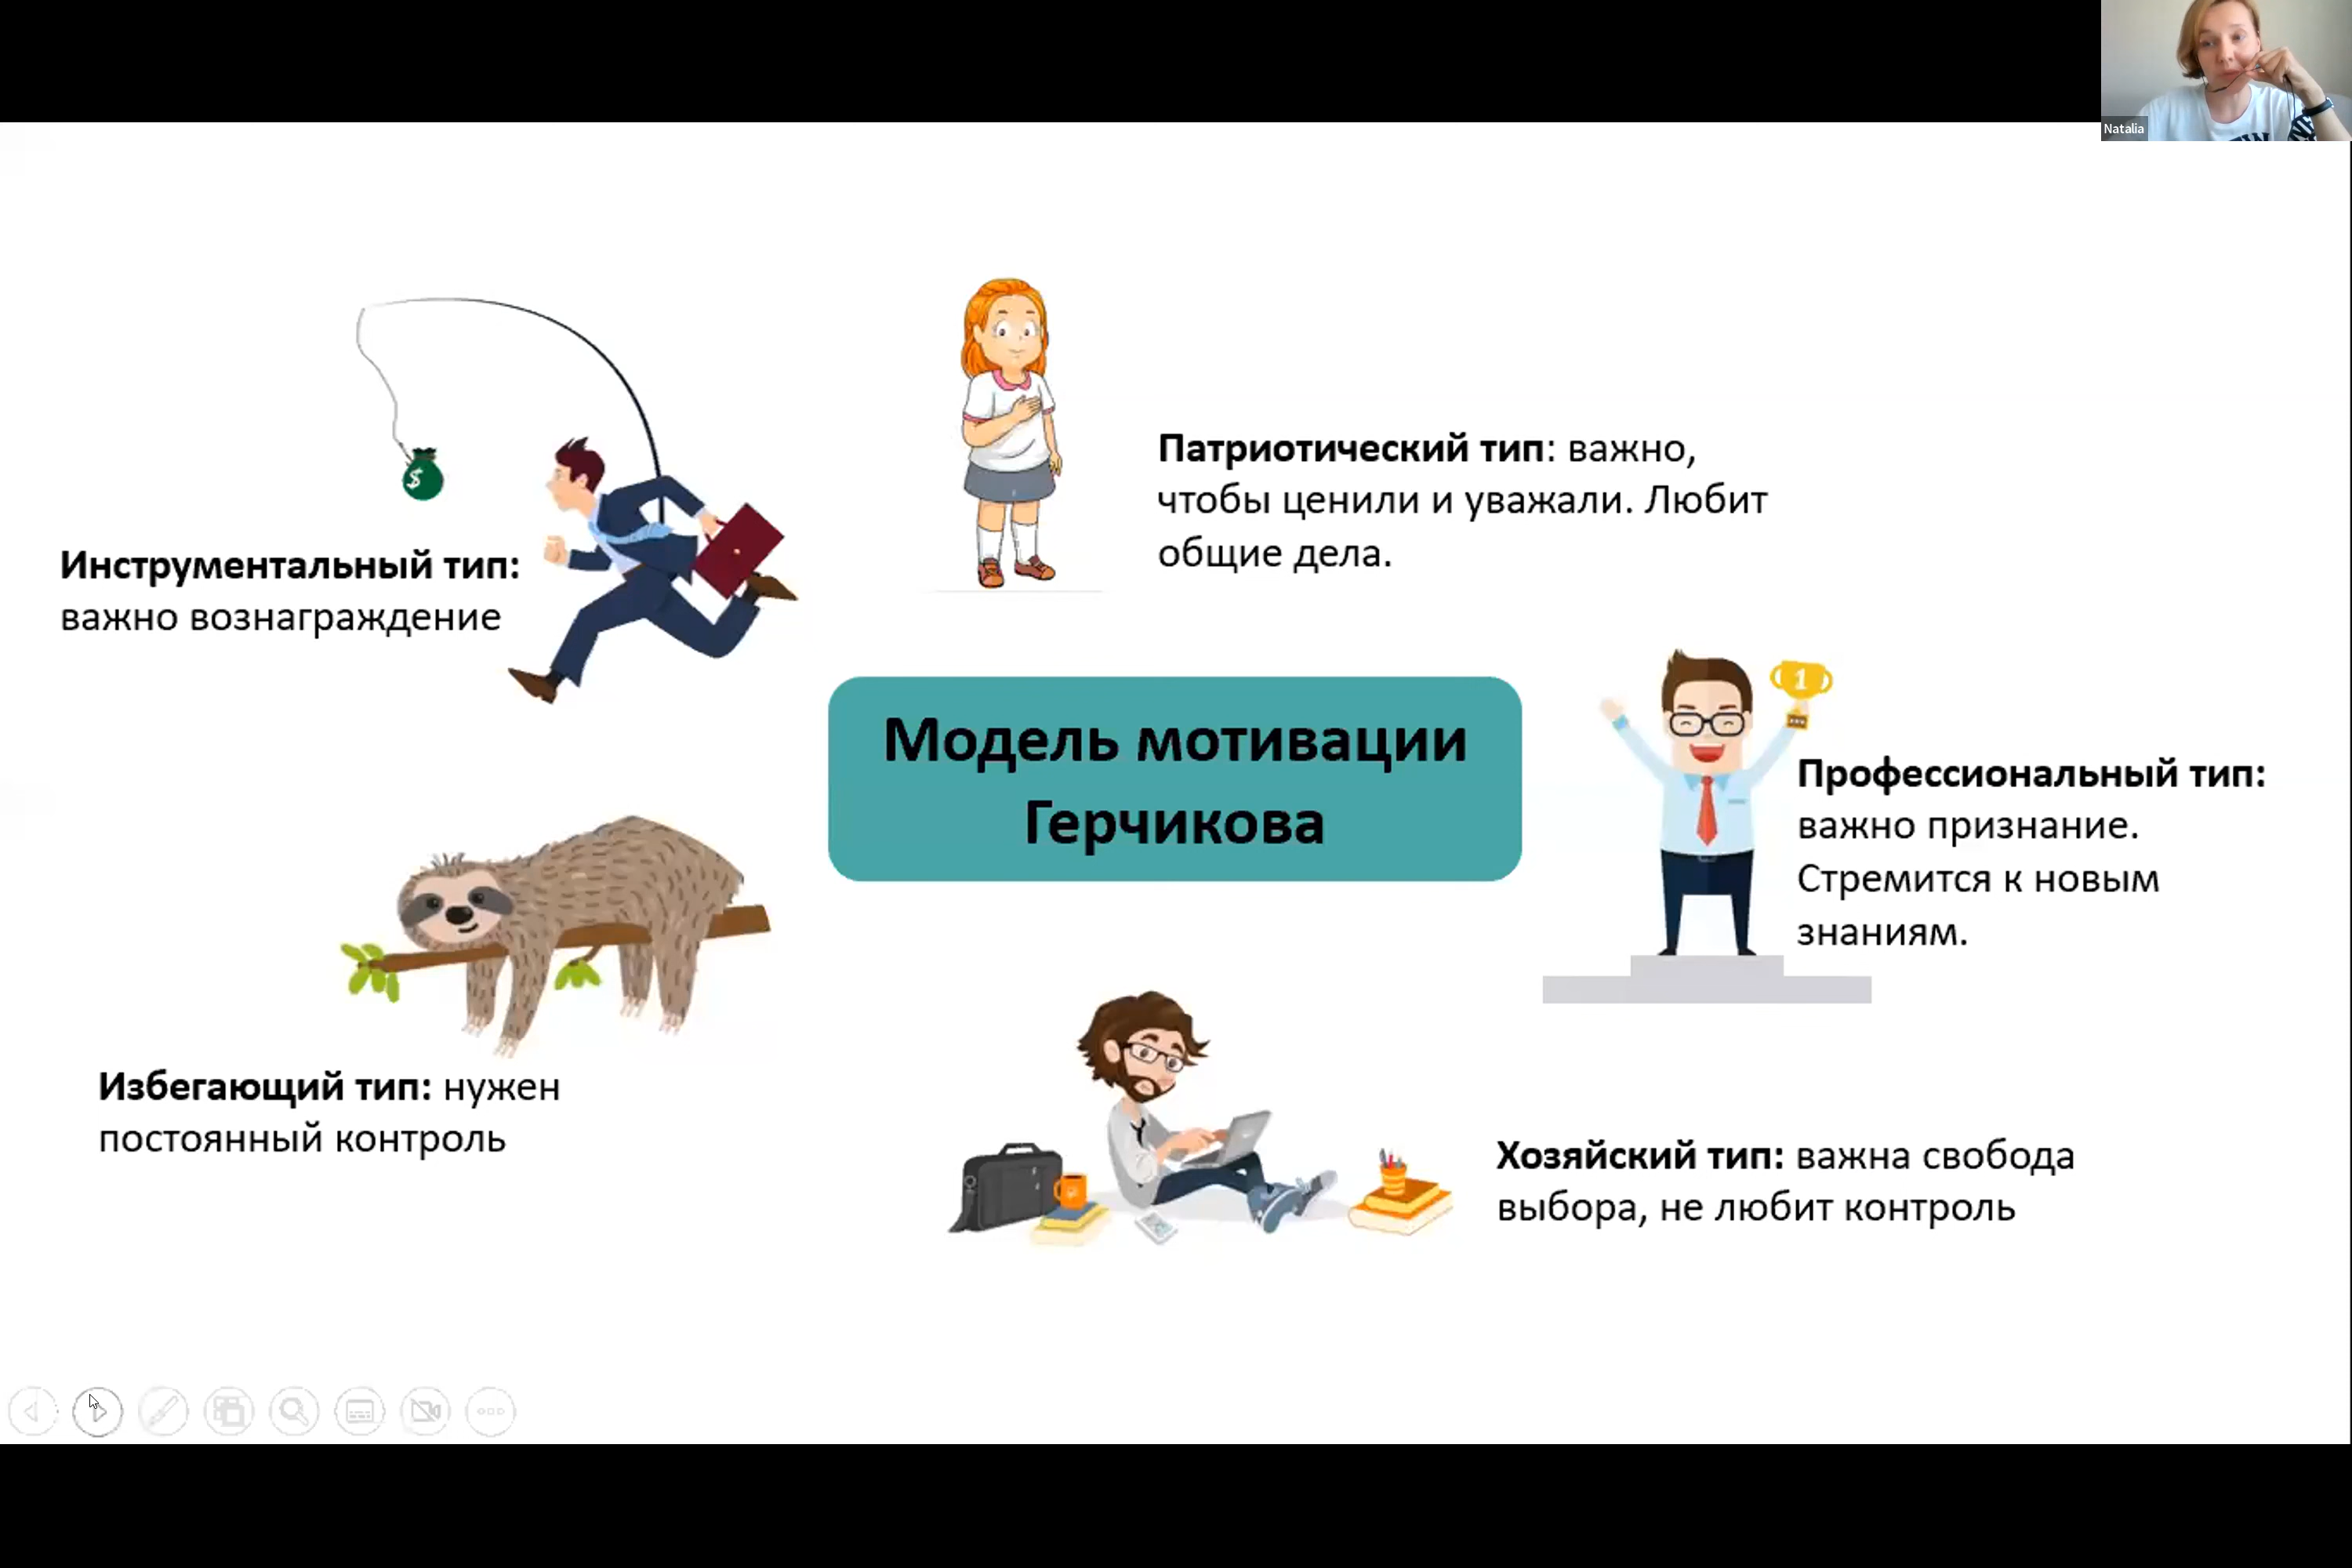 Natalia
Патриотический тип: важно,
чтобы ценили и уважали. Любит
общие дела.
$
Инструментальный тип:
важно вознаграждение
Модель мотивации
Герчикова
1
Профессиональный тип:
важно признание.
Стремится к новым
знаниям.
Избегающий тип: нужен
постоянный контроль
Хозяйский тип: важна свобода
выбора, не любит контроль